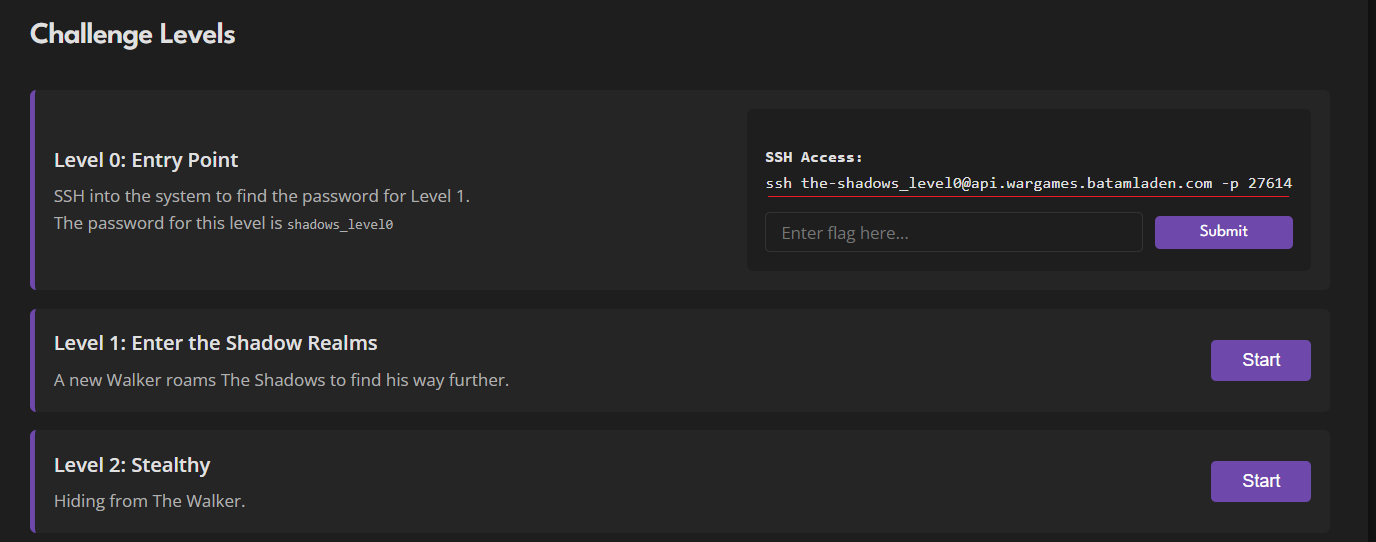 Challenge Levels
Level 0: Entry Point
SSH into the system to find the password for Level 1.
The password for this level is shadows_level0
SSH Access:
ssh the-shadows_level0@api.wargames.batamladen.com -p 27614
Enter flag here...
Submit
Level 1: Enter the Shadow Realms
A new Walker roams The Shadows to find his way further.
Start
Level 2: Stealthy
Hiding from The Walker.
Start